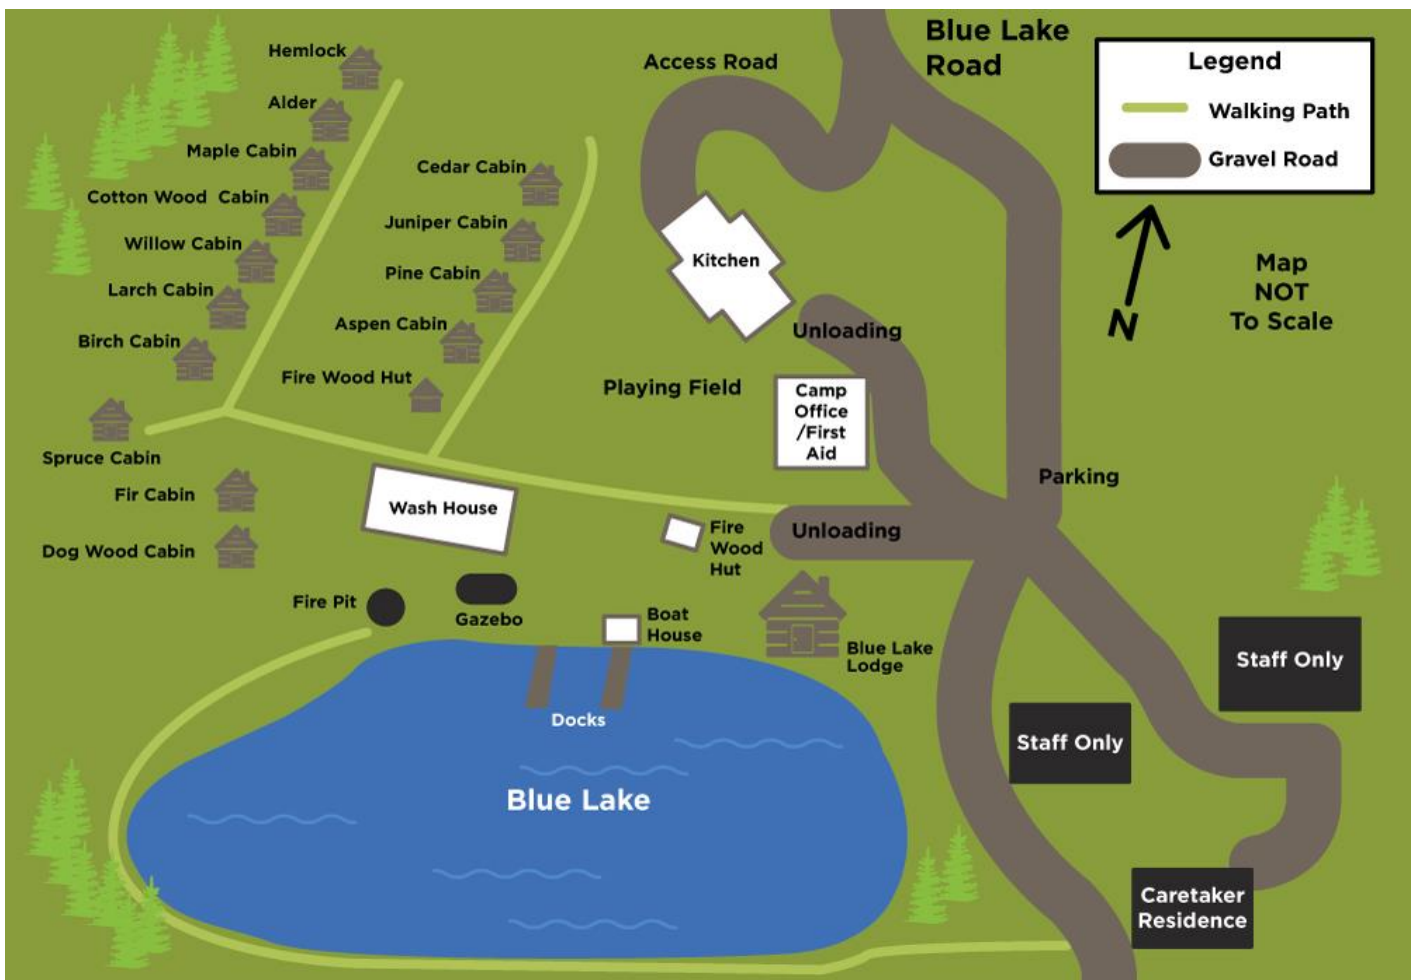 Blue Lake
Road
Access Road
Legend
Walking Path
Gravel Road
N
Map
NOT
To Scale
Hemlock
Alder
Maple Cabin
Cotton Wood Cabin
Willow Cabin
Larch Cabin
Birch Cabin
Spruce Cabin
Fir Cabin
Dog Wood Cabin
Cedar Cabin
Juniper Cabin
Pine Cabin
Aspen Cabin
Fire Wood Hut
Kitchen
Unloading
Playing Field
Camp
Office
/First
Aid
Parking
Wash House
Fire
Wood
Hut
Unloading
Fire Pit
Gazebo
Boat
House
Blue Lake
Lodge
Docks
Blue Lake
Staff Only
Staff Only
Caretaker
Residence